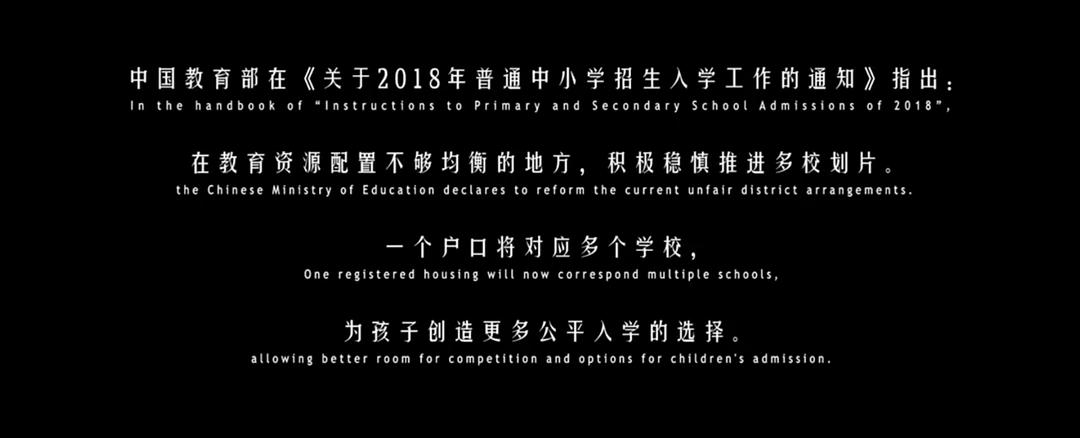 中国教育部在《关于2018年普通中小学招生入学工作的通知》指出：
In the handbook of “Instructions to Primary and Secondary School Admissions of 2018”,
在教育资源配置不够均衡的地方，积极稳慎推进多校划片。
the Chinese Ministry of Education declares to reform the current unfair district arrangements.
一个户口将对应多个学校，
One registered housing will now correspond multiple schools,
为孩子创造更多公平入学的选择。
allowing better room for competition and options for children's admission.